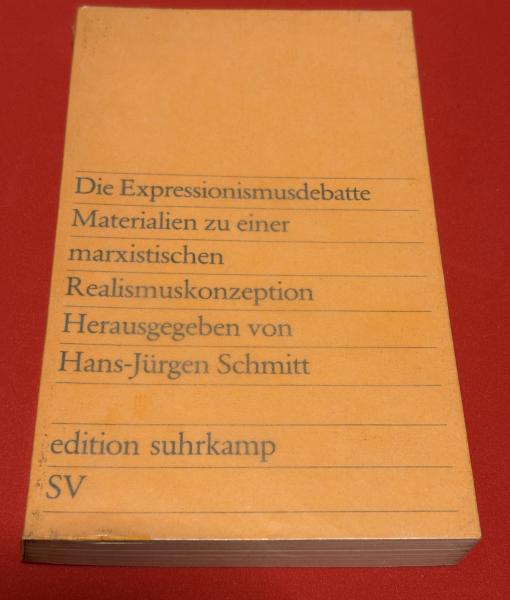 Die Expressionismusdebatte
Materialien zu einer
marxistischen
Realismuskonzeption
Herausgegeben von
Hans-Jürgen Schmitt
edition suhrkamp
SV